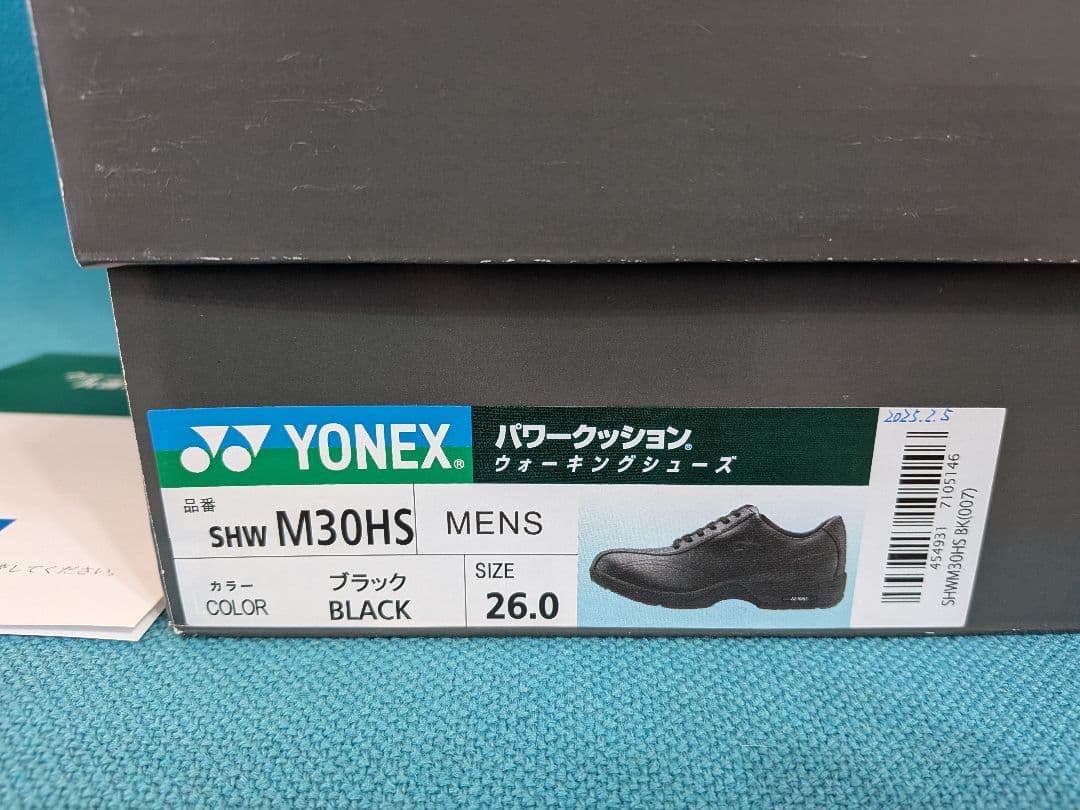 YONEX®
パワークッション®
ウォーキングシューズ
2025.2.5
品番
SHW M30HS
MENS
カラー
COLOR
ブラック
BLACK
SIZE
26.0
454931 7105146
SHWM30HS BK(007)